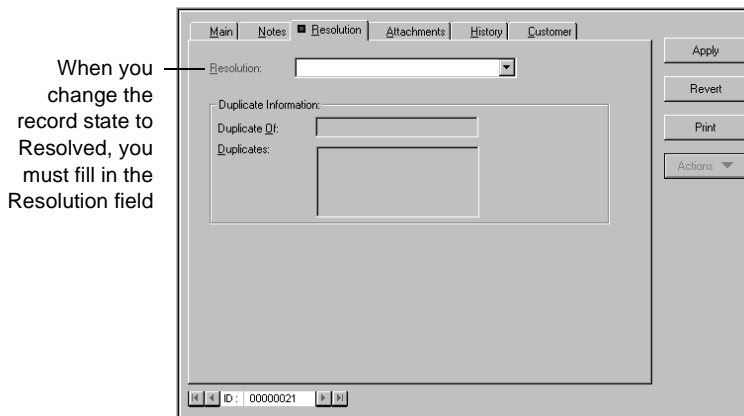 Main Notes Resolution Attachments History Customer
Apply
When you
change the
record state to
Resolved, you
must fill in the
Resolution field
Resolution:
Revert
Duplicate Information:
Duplicate Of:
Print
Duplicates:
Actions
ID : 00000021